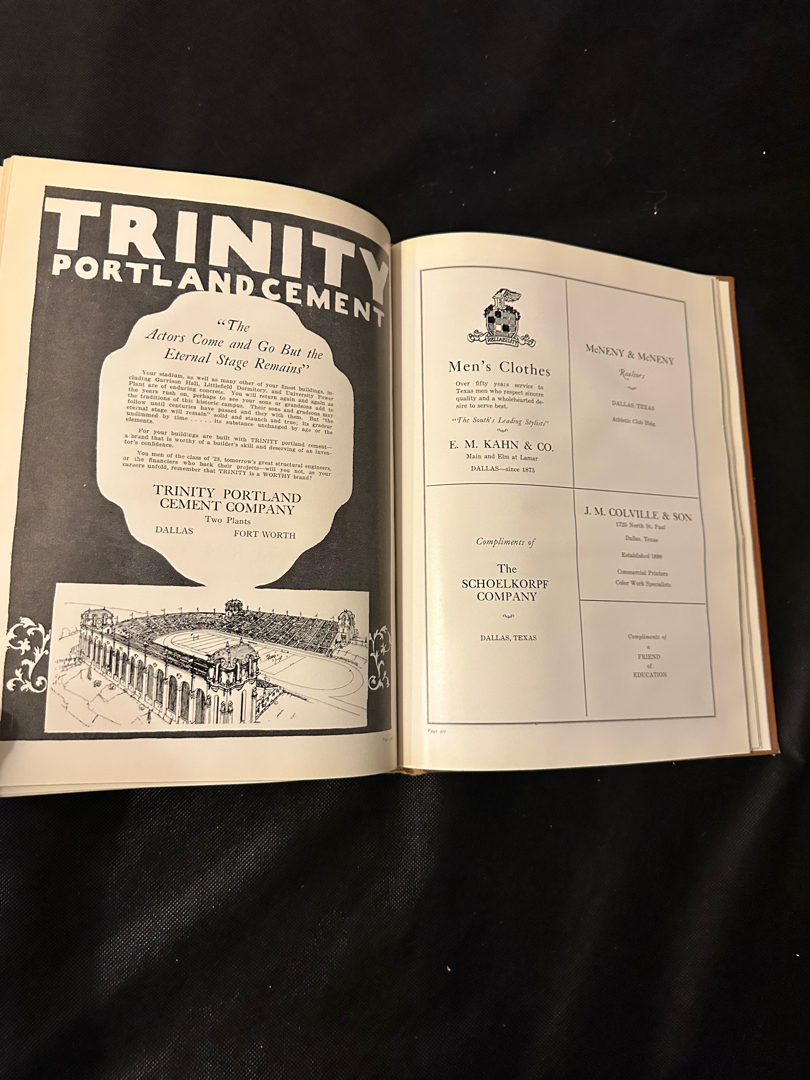 TRINITY
PORTLAND CEMENT
"The
Actors Come and Go But the
Eternal Stage Remains"
Your stadium, as well as many other of your finest buildings, in-
cluding Garrison Hall, Littlefield Dormitory, and University Power
Plant are of enduring concrete. You will return again and again as
the years rush on, perhaps to see your sons or grandsons add to
the traditions of this historic campus. Their sons and grandsons may
follow until centuries have passed and they with them. But "the
eternal stage will remain" solid and staunch and true; its grandeur
undimmed by time . . . . . its substance unchanged by age or the
elements.
For your buildings are built with TRINITY portland cement—
a brand that is worthy of a builder's skill and deserving of an inves-
tor's confidence.
You men of the class of '28, tomorrow's great structural engineers,
or the financiers who back their projects—will you not, as your
careers unfold, remember that TRINITY is a WORTHY brand?
TRINITY PORTLAND
CEMENT COMPANY
Two Plants
DALLAS FORT WORTH
RELIABILITY
Men's Clothes
Over fifty years service to
Texas men who respect sincere
quality and a wholehearted de-
sire to serve best.
"The South's Leading Stylists"
E. M. KAHN & CO.
Main and Elm at Lamar
DALLAS—since 1873
Compliments of
The
SCHOELKOPF
COMPANY
DALLAS, TEXAS
McNENY & McNENY
Realtors
DALLAS, TEXAS
Athletic Club Bldg.
J. M. COLVILLE & SON
1725 North St. Paul
Dallas, Texas
Established 1890
Commercial Printers
Color Work Specialists
Compliments of
a
FRIEND
of
EDUCATION
Page